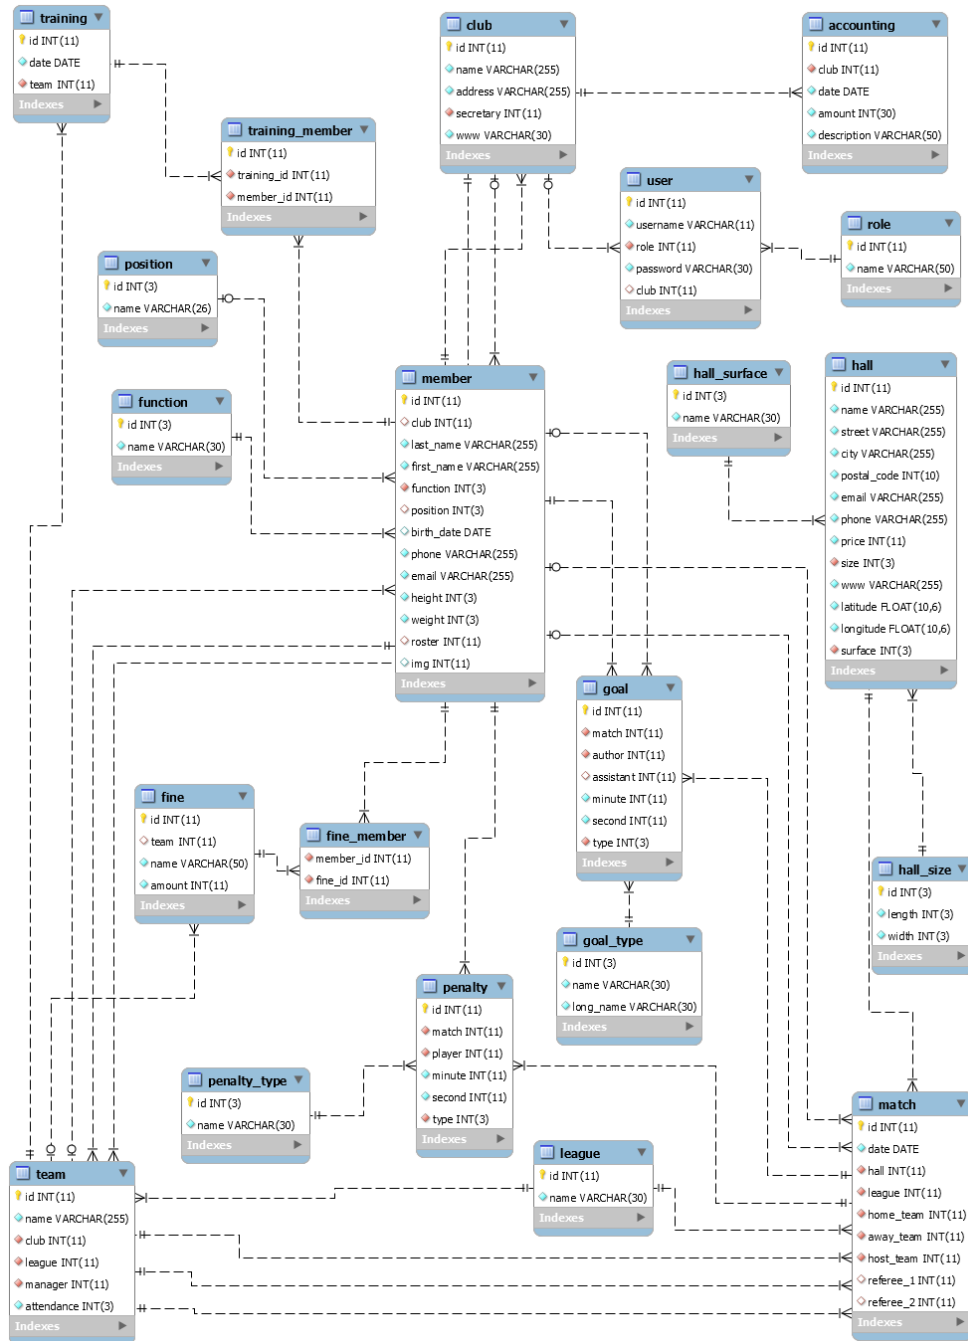 training
id INT(11)
date DATE
team INT(11)
Indexes
club
id INT(11)
name VARCHAR(255)
address VARCHAR(255)
secretary INT(11)
www VARCHAR(30)
Indexes
accounting
id INT(11)
club INT(11)
date DATE
amount INT(30)
description VARCHAR(50)
Indexes
training_member
id INT(11)
training_id INT(11)
member_id INT(11)
Indexes
user
id INT(11)
username VARCHAR(11)
role INT(11)
password VARCHAR(30)
club INT(11)
Indexes
role
id INT(11)
name VARCHAR(50)
Indexes
position
id INT(3)
name VARCHAR(26)
Indexes
function
id INT(3)
name VARCHAR(30)
Indexes
member
id INT(11)
club INT(11)
last_name VARCHAR(255)
first_name VARCHAR(255)
function INT(3)
position INT(3)
birth_date DATE
phone VARCHAR(255)
email VARCHAR(255)
height INT(3)
weight INT(3)
roster INT(11)
img INT(11)
Indexes
hall_surface
id INT(3)
name VARCHAR(30)
Indexes
hall
id INT(11)
name VARCHAR(255)
street VARCHAR(255)
city VARCHAR(255)
postal_code INT(10)
email VARCHAR(255)
phone VARCHAR(255)
price INT(11)
size INT(3)
www VARCHAR(255)
latitude FLOAT(10,6)
longitude FLOAT(10,6)
surface INT(3)
Indexes
goal
id INT(11)
match INT(11)
author INT(11)
assistant INT(11)
minute INT(11)
second INT(11)
type INT(3)
Indexes
fine
id INT(11)
team INT(11)
name VARCHAR(50)
amount INT(11)
Indexes
fine_member
member_id INT(11)
fine_id INT(11)
Indexes
hall_size
id INT(3)
length INT(3)
width INT(3)
Indexes
goal_type
id INT(3)
name VARCHAR(30)
long_name VARCHAR(30)
Indexes
penalty
id INT(11)
match INT(11)
player INT(11)
minute INT(11)
second INT(11)
type INT(3)
Indexes
penalty_type
id INT(3)
name VARCHAR(30)
Indexes
league
id INT(11)
name VARCHAR(30)
Indexes
match
id INT(11)
date DATE
hall INT(11)
league INT(11)
home_team INT(11)
away_team INT(11)
host_team INT(11)
referee_1 INT(11)
referee_2 INT(11)
Indexes
team
id INT(11)
name VARCHAR(255)
club INT(11)
league INT(11)
manager INT(11)
attendance INT(3)
Indexes